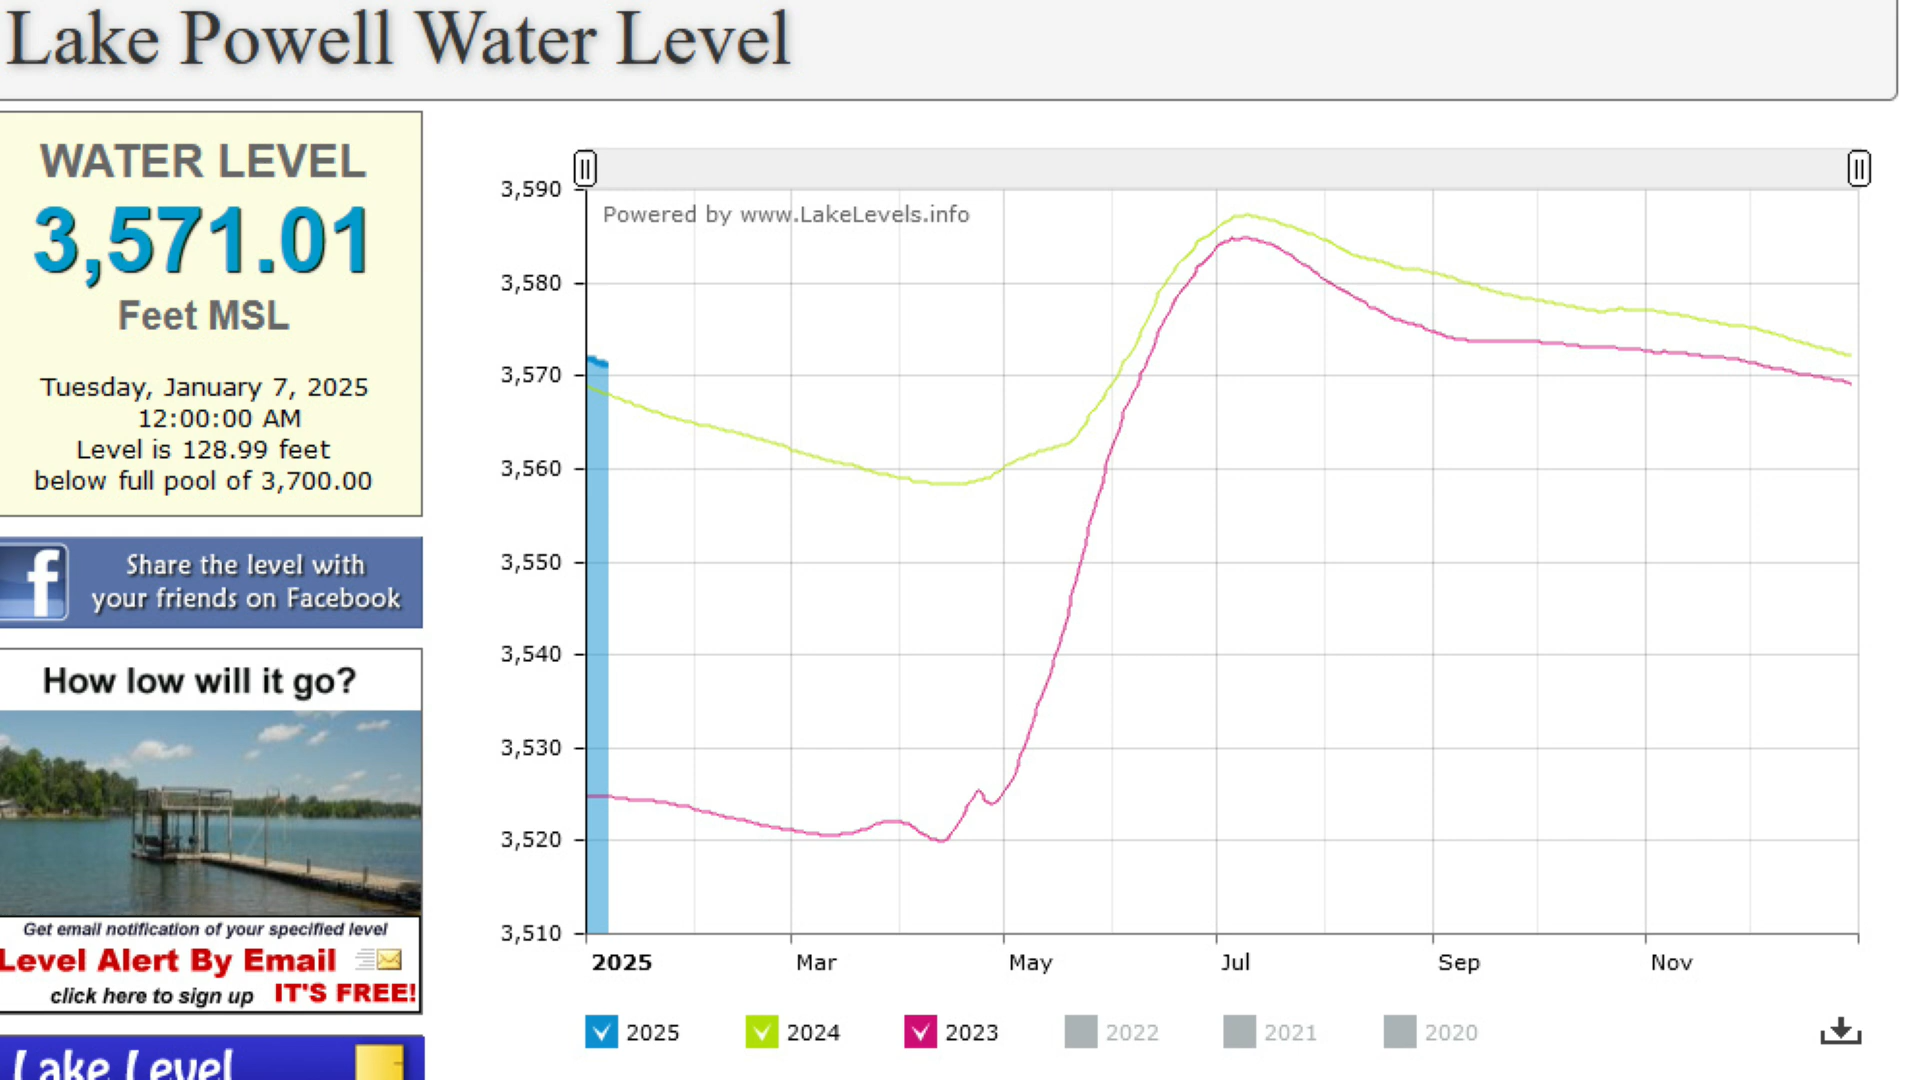 Lake Powell Water Level
WATER LEVEL
3,571.01
Feet MSL
Tuesday, January 7, 2025
12:00:00 AM
Level is 128.99 feet
below full pool of 3,700.00
f
Share the level with
your friends on Facebook
How low will it go?
Get email notification of your specified level
Level Alert By Email
click here to sign up IT'S FREE!
Lake Level
Powered by www.LakeLevels.info
3,590
3,580
3,570
3,560
3,550
3,540
3,530
3,520
3,510
2025 Mar May Jul Sep Nov
2025 2024 2023 2022 2021 2020